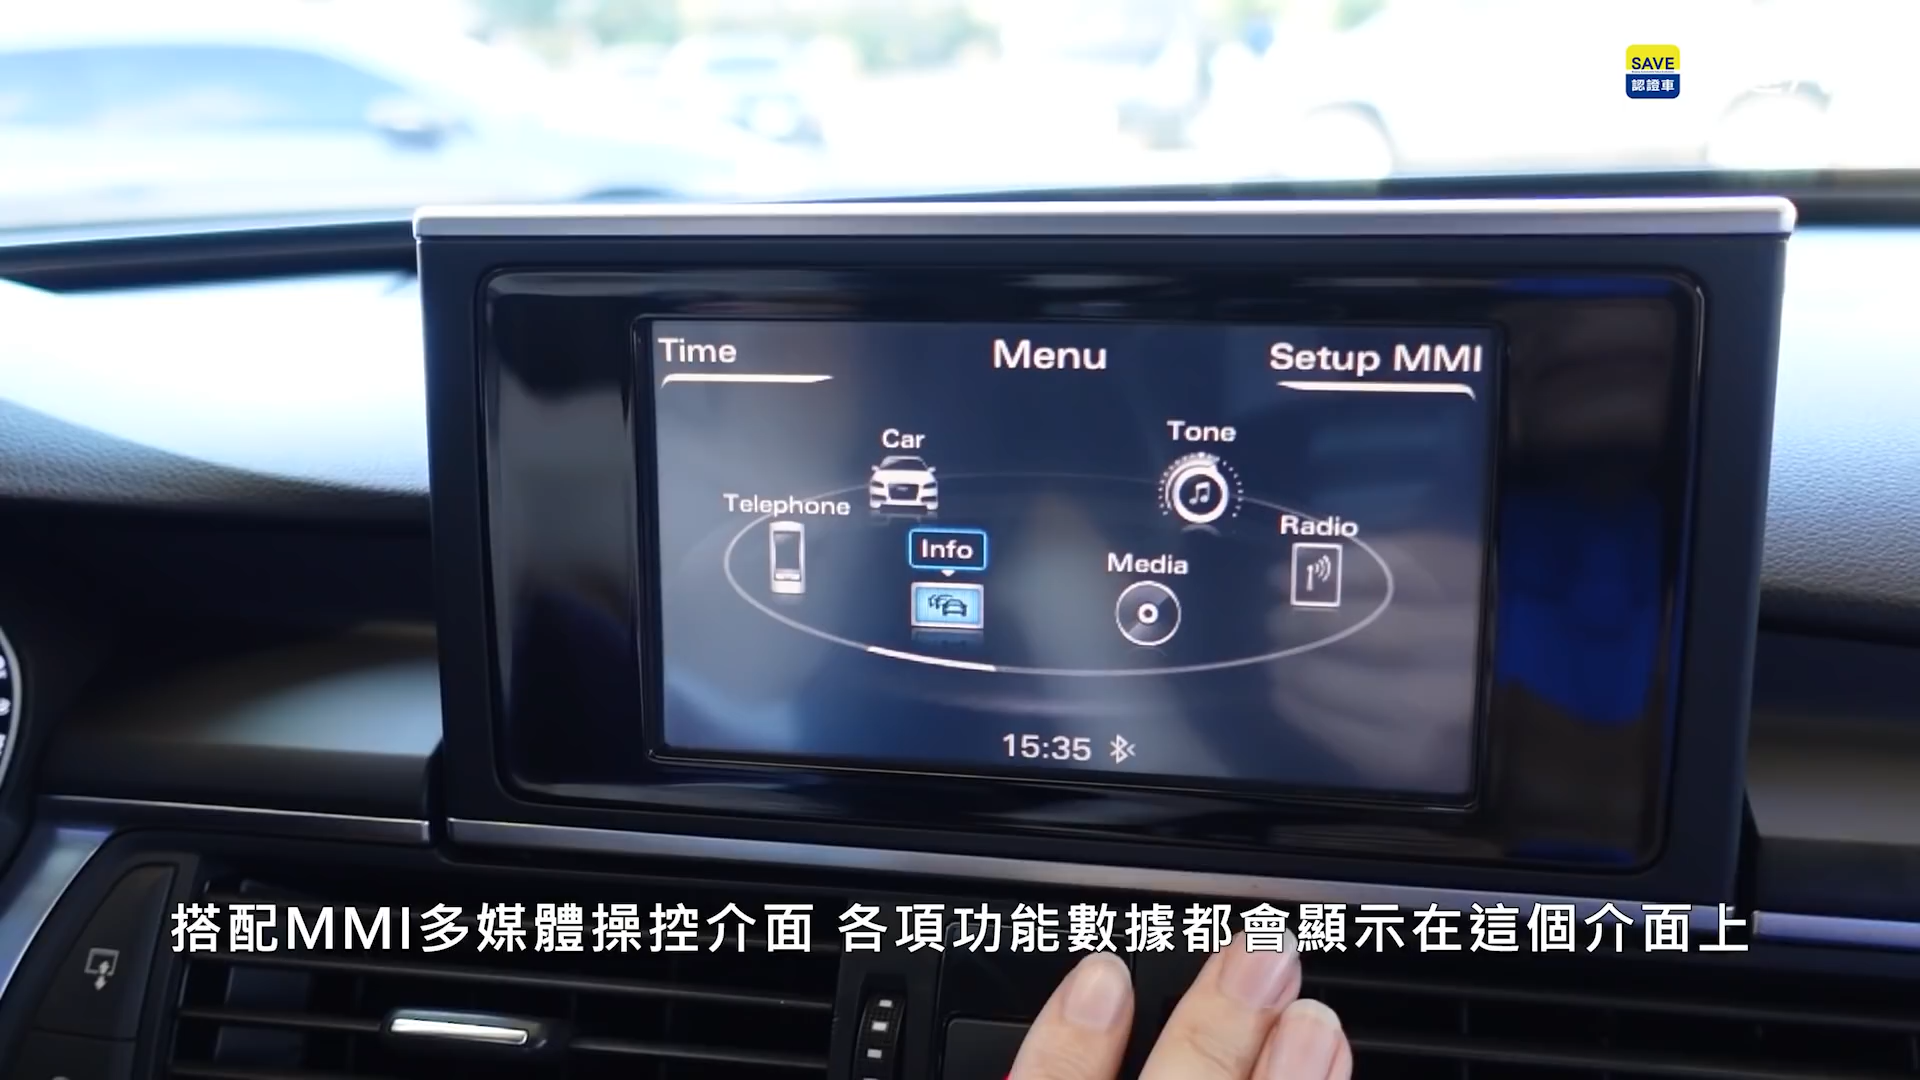 SAVE
認證車
Time
Menu
Setup MMI
Car
Tone
Telephone
Radio
Info
Media
15:35
搭配MMI多媒體操控介面 各項功能數據都會顯示在這個介面上